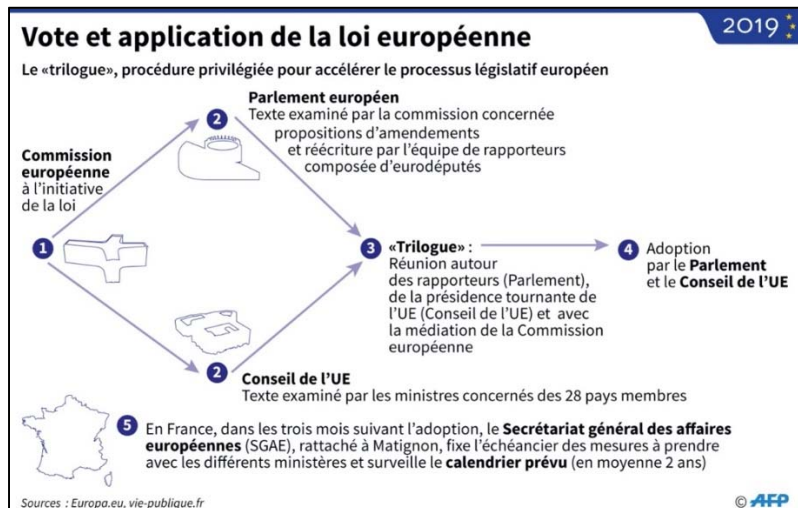 2019
Vote et application de la loi européenne
Le «trilogue», procédure privilégiée pour accélérer le processus législatif européen
1
Commission
européenne
à l'initiative
de la loi
2
Parlement européen
Texte examiné par la commission concernée
propositions d'amendements
et réécriture par l'équipe de rapporteurs
composée d'eurodéputés
2
Conseil de l'UE
Texte examiné par les ministres concernés des 28 pays membres
3
«Trilogue» :
Réunion autour
des rapporteurs (Parlement),
de la présidence tournante de
l'UE (Conseil de l'UE) et avec
la médiation de la Commission
européenne
4
Adoption
par le Parlement
et le Conseil de l'UE
5
En France, dans les trois mois suivant l'adoption, le Secrétariat général des affaires
européennes (SGAE), rattaché à Matignon, fixe l'échéancier des mesures à prendre
avec les différents ministères et surveille le calendrier prévu (en moyenne 2 ans)
Sources : Europa.eu, vie-publique.fr
© AFP